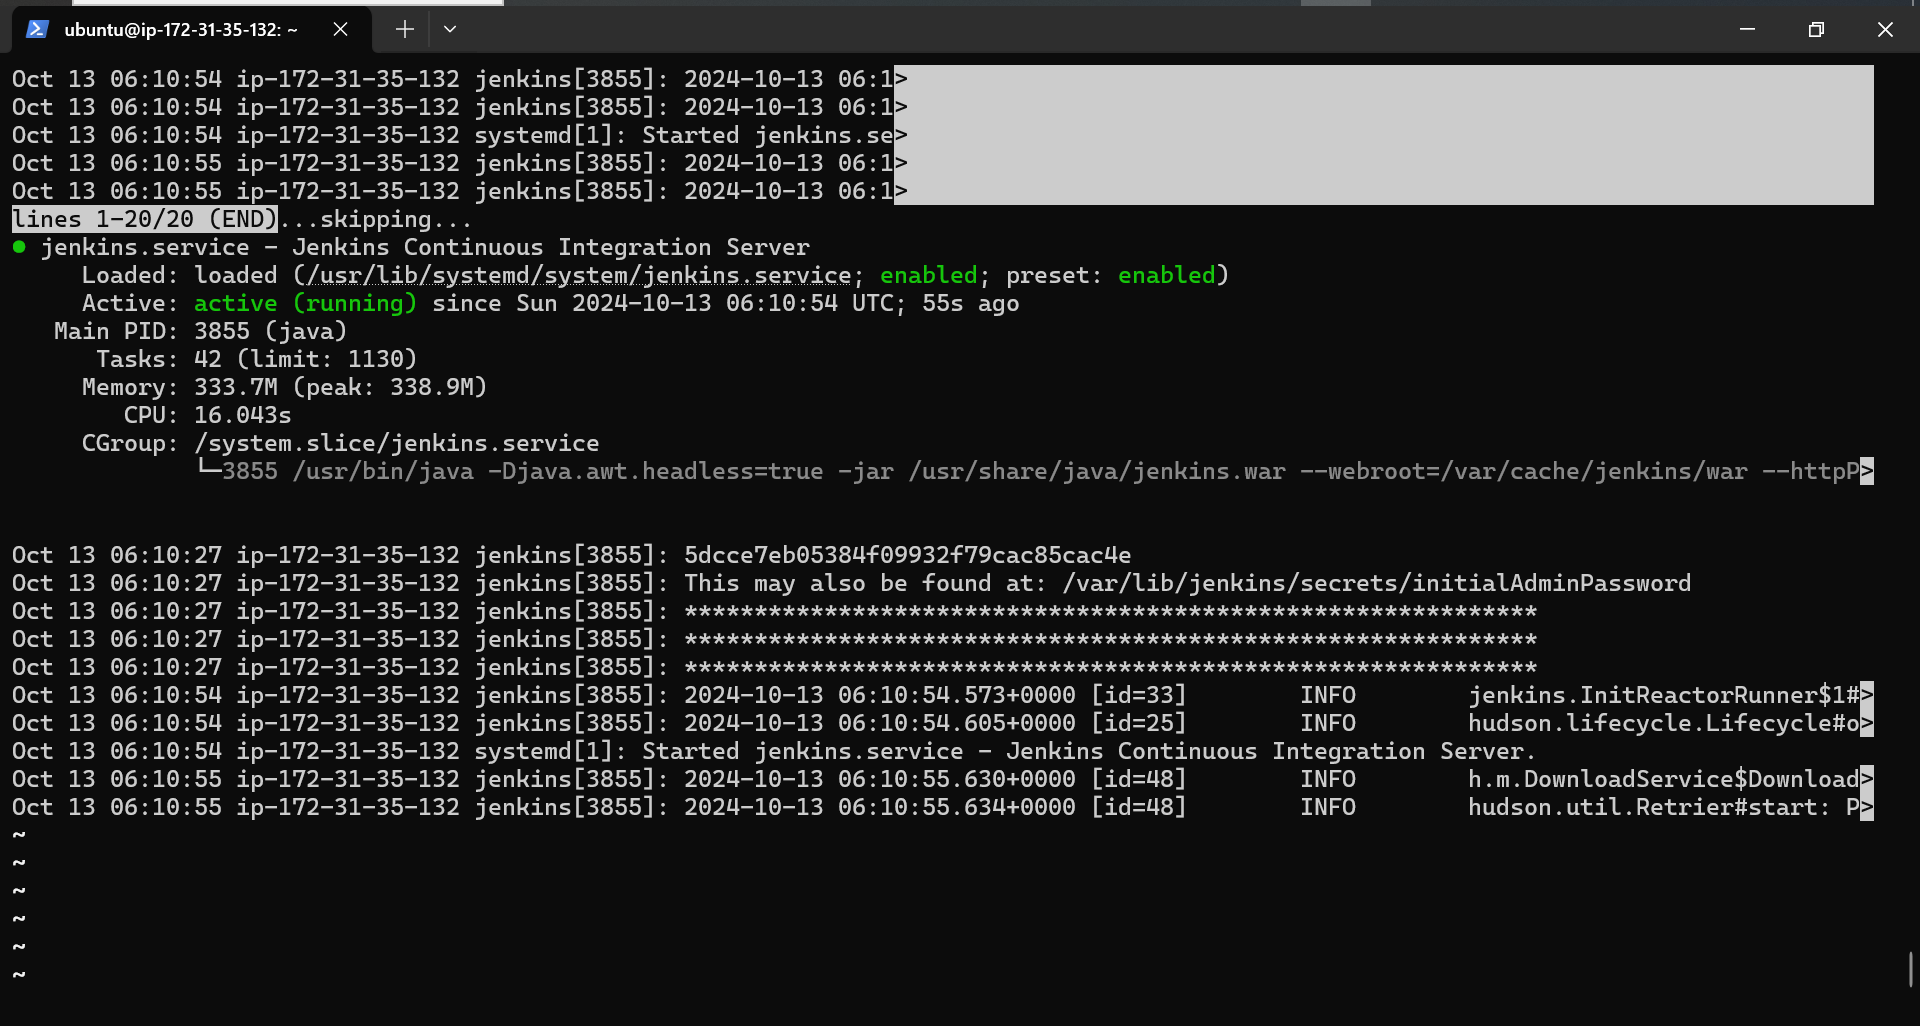 ubuntu@ip-172-31-35-132: ~
Oct 13 06:10:54 ip-172-31-35-132 jenkins[3855]: 2024-10-13 06:1>
Oct 13 06:10:54 ip-172-31-35-132 jenkins[3855]: 2024-10-13 06:1>
Oct 13 06:10:54 ip-172-31-35-132 systemd[1]: Started jenkins.se>
Oct 13 06:10:55 ip-172-31-35-132 jenkins[3855]: 2024-10-13 06:1>
Oct 13 06:10:55 ip-172-31-35-132 jenkins[3855]: 2024-10-13 06:1>
lines 1-20/20 (END)...skipping...
● jenkins.service - Jenkins Continuous Integration Server
     Loaded: loaded (/usr/lib/systemd/system/jenkins.service; enabled; preset: enabled)
     Active: active (running) since Sun 2024-10-13 06:10:54 UTC; 55s ago
   Main PID: 3855 (java)
      Tasks: 42 (limit: 1130)
     Memory: 333.7M (peak: 338.9M)
        CPU: 16.043s
     CGroup: /system.slice/jenkins.service
             └─3855 /usr/bin/java -Djava.awt.headless=true -jar /usr/share/java/jenkins.war --webroot=/var/cache/jenkins/war --httpP>
Oct 13 06:10:27 ip-172-31-35-132 jenkins[3855]: 5dcce7eb05384f09932f79cac85cac4e
Oct 13 06:10:27 ip-172-31-35-132 jenkins[3855]: This may also be found at: /var/lib/jenkins/secrets/initialAdminPassword
Oct 13 06:10:27 ip-172-31-35-132 jenkins[3855]: *************************************************************
Oct 13 06:10:27 ip-172-31-35-132 jenkins[3855]: *************************************************************
Oct 13 06:10:27 ip-172-31-35-132 jenkins[3855]: *************************************************************
Oct 13 06:10:54 ip-172-31-35-132 jenkins[3855]: 2024-10-13 06:10:54.573+0000 [id=33]        INFO        jenkins.InitReactorRunner$1#>
Oct 13 06:10:54 ip-172-31-35-132 jenkins[3855]: 2024-10-13 06:10:54.605+0000 [id=25]        INFO        hudson.lifecycle.Lifecycle#o>
Oct 13 06:10:54 ip-172-31-35-132 systemd[1]: Started jenkins.service - Jenkins Continuous Integration Server.
Oct 13 06:10:55 ip-172-31-35-132 jenkins[3855]: 2024-10-13 06:10:55.630+0000 [id=48]        INFO        h.m.DownloadService$Download>
Oct 13 06:10:55 ip-172-31-35-132 jenkins[3855]: 2024-10-13 06:10:55.634+0000 [id=48]        INFO        hudson.util.Retrier#start: P>
~
~
~
~
~
~